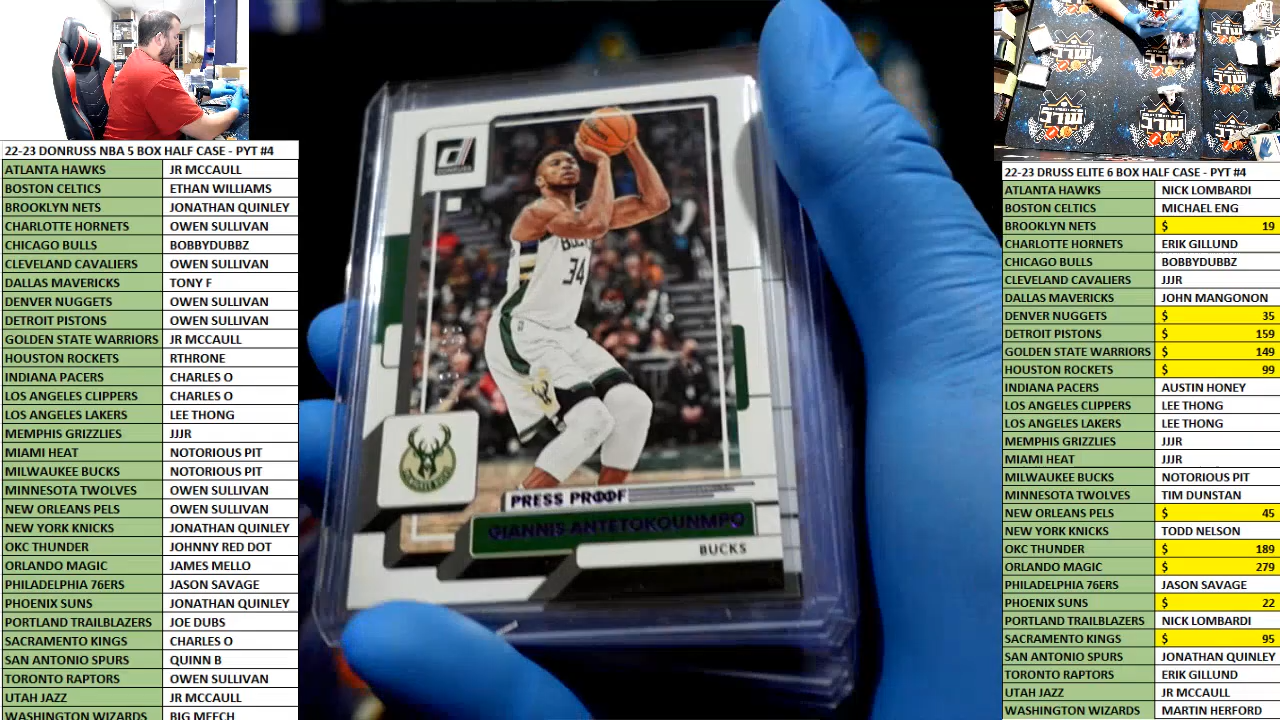 22-23 DONRUSS NBA 5 BOX HALF CASE - PYT #4
ATLANTA HAWKS JR MCCAULL
BOSTON CELTICS ETHAN WILLIAMS
BROOKLYN NETS JONATHAN QUINLEY
CHARLOTTE HORNETS OWEN SULLIVAN
CHICAGO BULLS BOBBYDUBBZ
CLEVELAND CAVALIERS OWEN SULLIVAN
DALLAS MAVERICKS TONY F
DENVER NUGGETS OWEN SULLIVAN
DETROIT PISTONS OWEN SULLIVAN
GOLDEN STATE WARRIORS JR MCCAULL
HOUSTON ROCKETS RTHRONE
INDIANA PACERS CHARLES O
LOS ANGELES CLIPPERS CHARLES O
LOS ANGELES LAKERS LEE THONG
MEMPHIS GRIZZLIES JJJR
MIAMI HEAT NOTORIOUS PIT
MILWAUKEE BUCKS NOTORIOUS PIT
MINNESOTA TWOLVES OWEN SULLIVAN
NEW ORLEANS PELS OWEN SULLIVAN
NEW YORK KNICKS JONATHAN QUINLEY
OKC THUNDER JOHNNY RED DOT
ORLANDO MAGIC JAMES MELLO
PHILADELPHIA 76ERS JASON SAVAGE
PHOENIX SUNS JONATHAN QUINLEY
PORTLAND TRAILBLAZERS JOE DUBS
SACRAMENTO KINGS CHARLES O
SAN ANTONIO SPURS QUINN B
TORONTO RAPTORS OWEN SULLIVAN
UTAH JAZZ JR MCCAULL
WASHINGTON WIZARDS BIG MEECH
DONRUSS
34
PRESS PROOF
GIANNIS ANTETOKOUNMPO
BUCKS
22-23 DRUSS ELITE 6 BOX HALF CASE - PYT #4
ATLANTA HAWKS NICK LOMBARDI
BOSTON CELTICS MICHAEL ENG
BROOKLYN NETS $ 19
CHARLOTTE HORNETS ERIK GILLUND
CHICAGO BULLS BOBBYDUBBZ
CLEVELAND CAVALIERS JJJR
DALLAS MAVERICKS JOHN MANGONON
DENVER NUGGETS $ 35
DETROIT PISTONS $ 159
GOLDEN STATE WARRIORS $ 149
HOUSTON ROCKETS $ 99
INDIANA PACERS AUSTIN HONEY
LOS ANGELES CLIPPERS LEE THONG
LOS ANGELES LAKERS LEE THONG
MEMPHIS GRIZZLIES JJJR
MIAMI HEAT JJJR
MILWAUKEE BUCKS NOTORIOUS PIT
MINNESOTA TWOLVES TIM DUNSTAN
NEW ORLEANS PELS $ 45
NEW YORK KNICKS TODD NELSON
OKC THUNDER $ 189
ORLANDO MAGIC $ 279
PHILADELPHIA 76ERS JASON SAVAGE
PHOENIX SUNS $ 22
PORTLAND TRAILBLAZERS NICK LOMBARDI
SACRAMENTO KINGS $ 95
SAN ANTONIO SPURS JONATHAN QUINLEY
TORONTO RAPTORS ERIK GILLUND
UTAH JAZZ JR MCCAULL
WASHINGTON WIZARDS MARTIN HERFORD